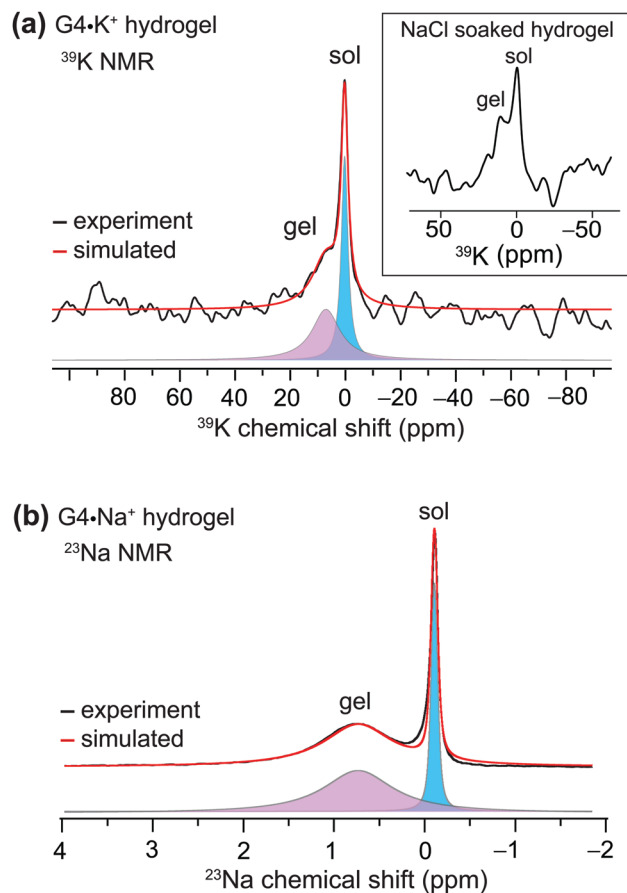 (a) G4•K⁺ hydrogel
³⁹K NMR
sol
gel
experiment
simulated
NaCl soaked hydrogel
sol
gel
50 0 −50
³⁹K (ppm)
80 60 40 20 0 −20 −40 −60 −80
³⁹K chemical shift (ppm)
(b) G4•Na⁺ hydrogel
²³Na NMR
sol
gel
experiment
simulated
4 3 2 1 0 −1 −2
²³Na chemical shift (ppm)